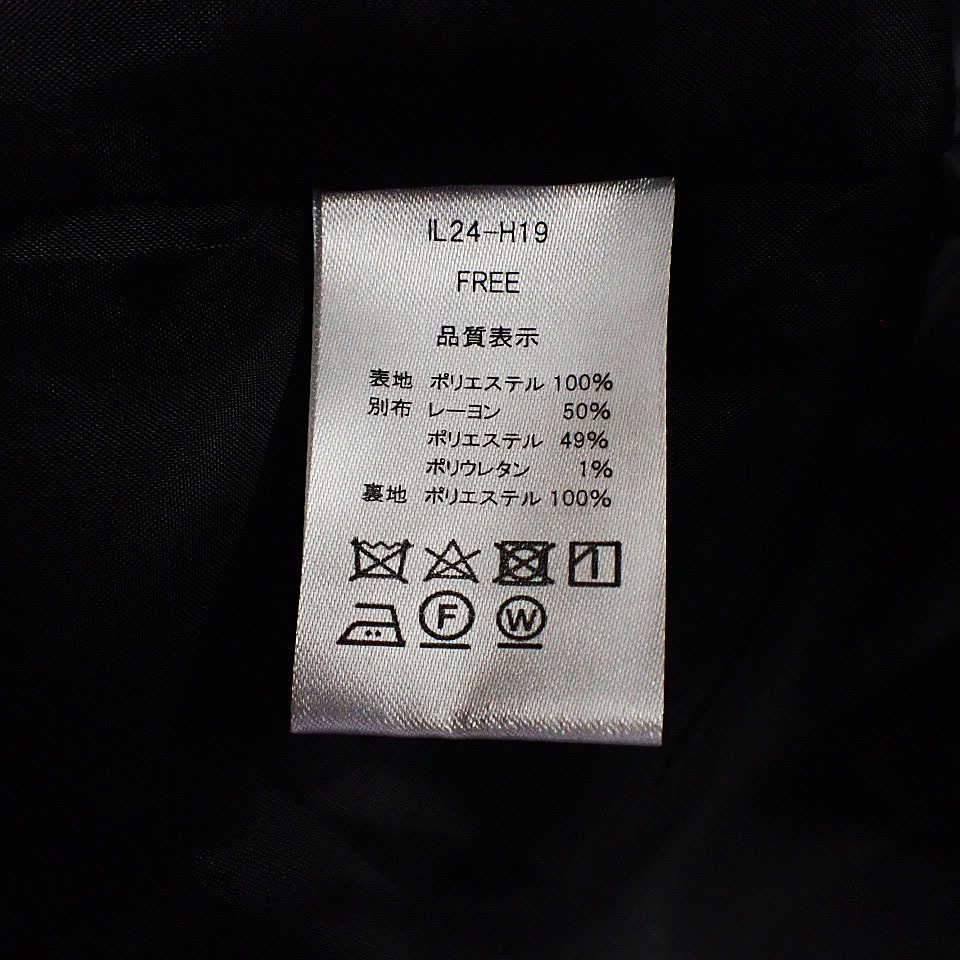 IL24-H19
FREE
品質表示
表地 ポリエステル 100%
別布 レーヨン 50%
ポリエステル 49%
ポリウレタン 1%
裏地 ポリエステル 100%
F W